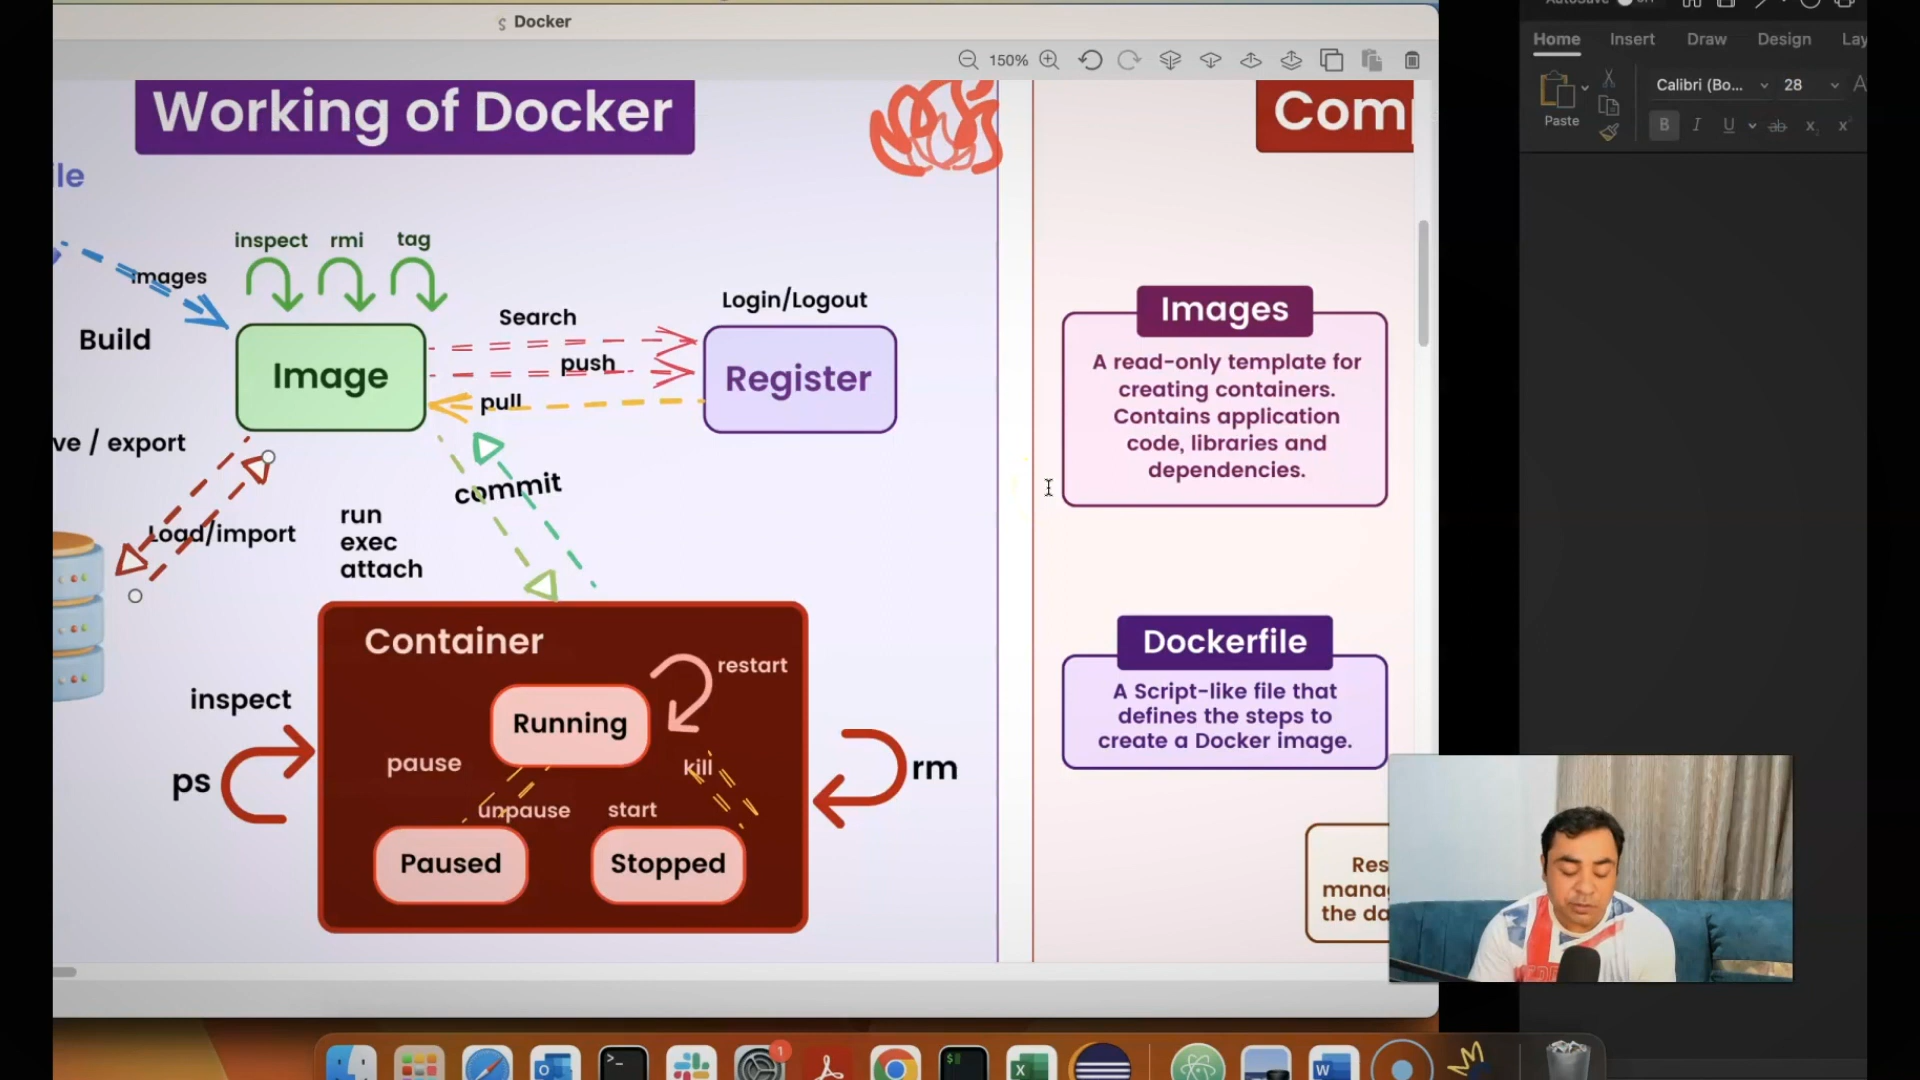 Docker
150%
Home Insert Draw Design Lay
Calibri (Bo... 28
Paste
B I U ab x x
Working of Docker
Com
le
inspect rmi tag
images
Build
Image
Search
push
pull
Login/Logout
Register
ve / export
Load/import
commit
run
exec
attach
Container
Running
restart
pause
kill
unpause
start
Paused
Stopped
inspect
ps
rm
Images
A read-only template for
creating containers.
Contains application
code, libraries and
dependencies.
Dockerfile
A Script-like file that
defines the steps to
create a Docker image.
Res
mana
the da
1